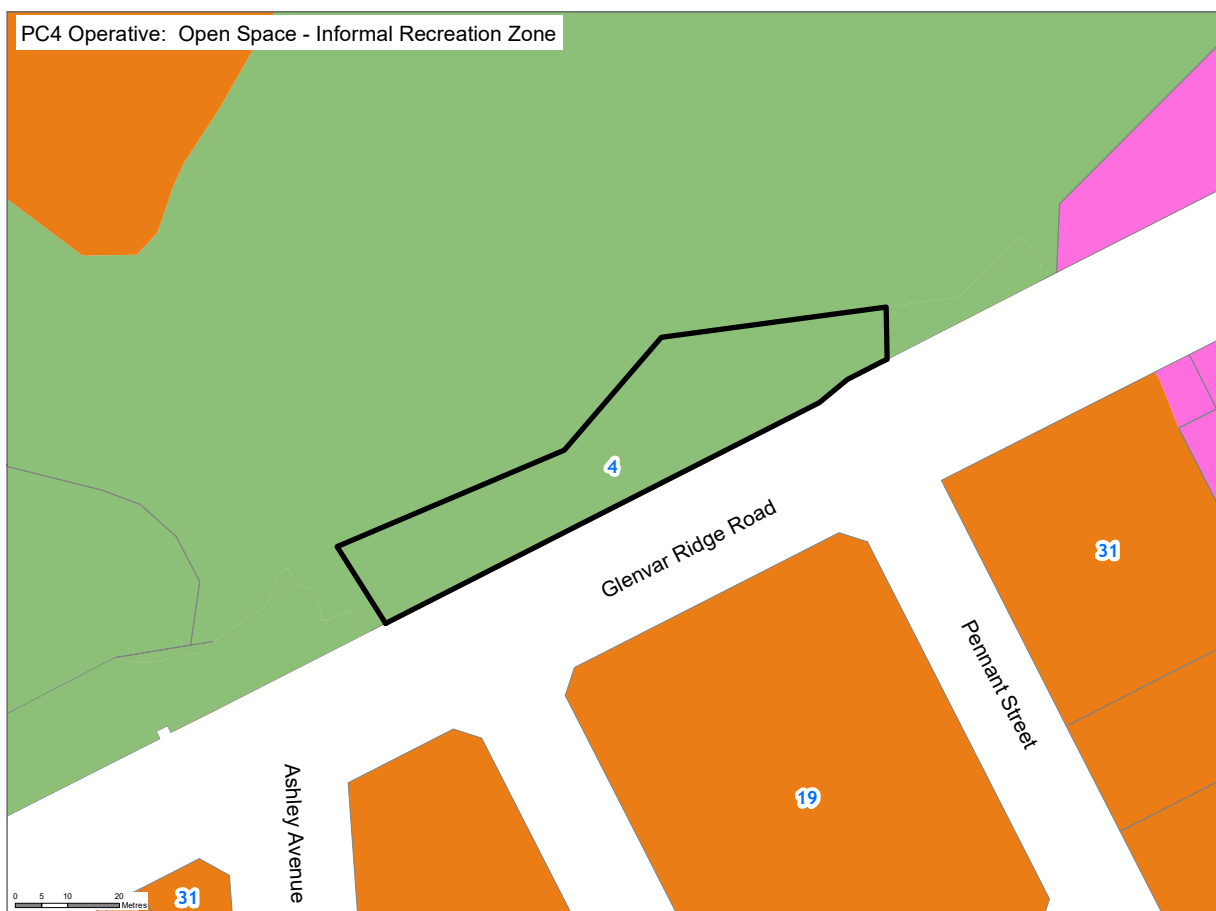 PC4 Operative:  Open Space - Informal Recreation Zone
4
Glenvar Ridge Road
31
Pennant Street
19
Ashley Avenue
31
0 5 10 20
Metres